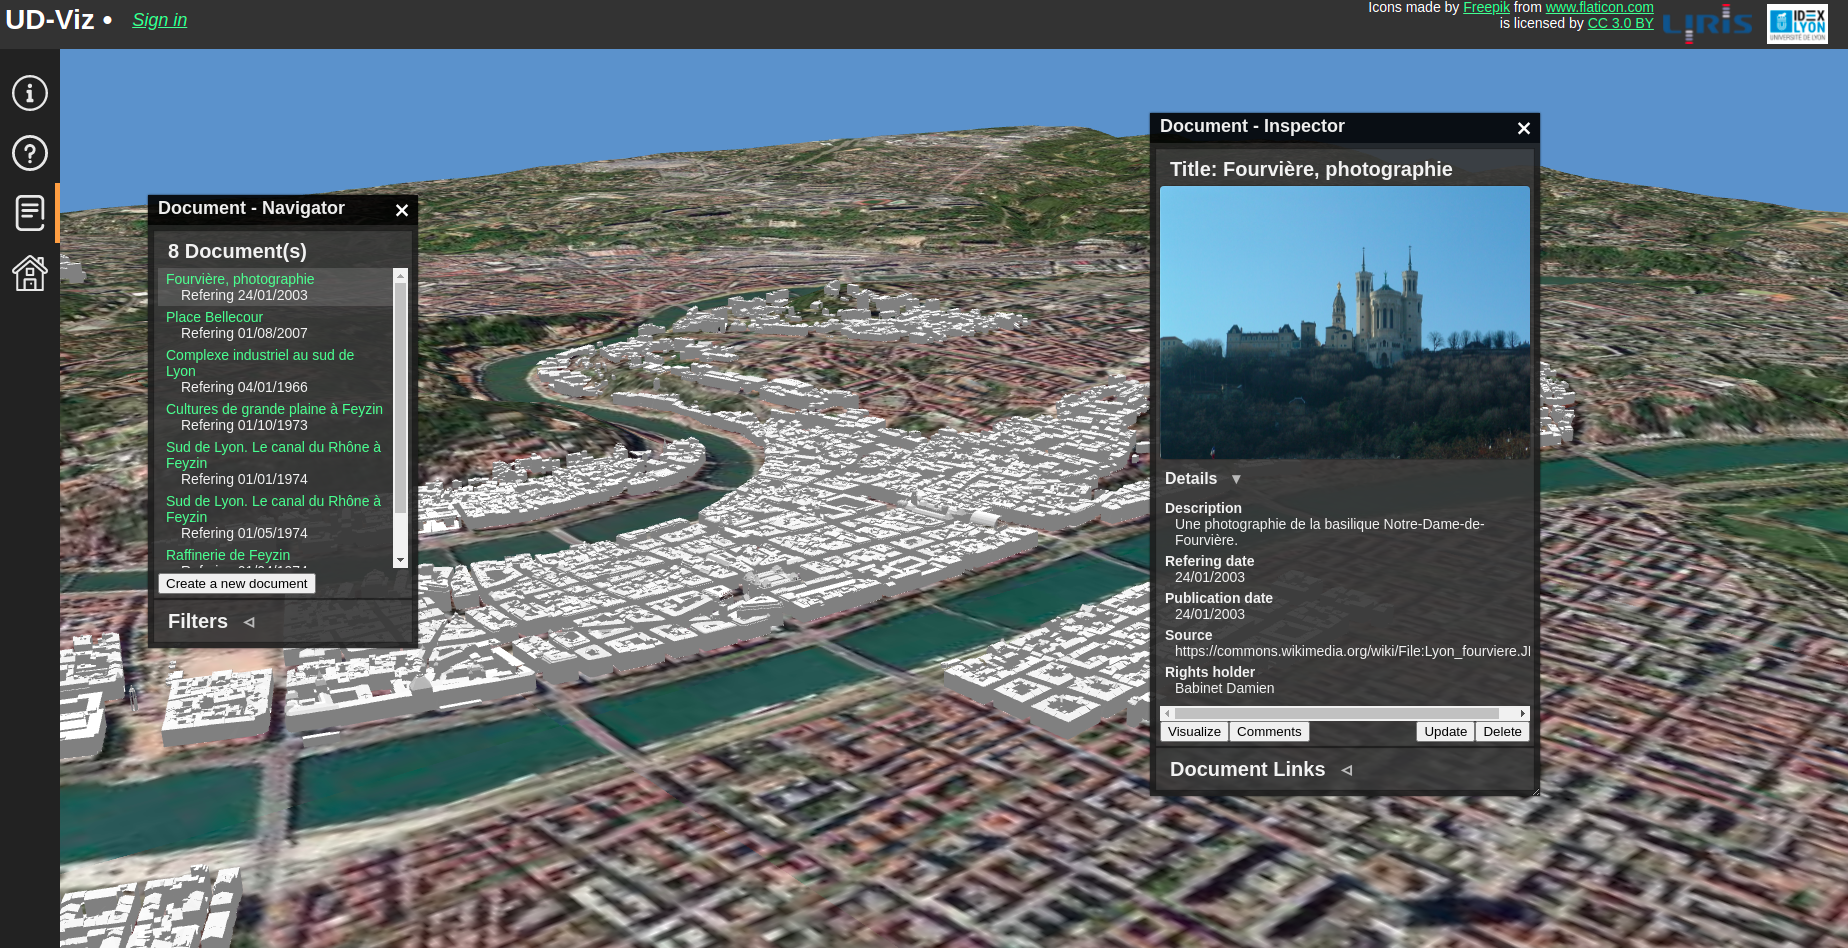 UD-Viz •
Sign in
Icons made by Freepik from www.flaticon.com
is licensed by CC 3.0 BY
LIRIS
IDEX
LYON
UNIVERSITÉ DE LYON
Document - Navigator
8 Document(s)
Fourvière, photographie
Refering 24/01/2003
Place Bellecour
Refering 01/08/2007
Complexe industriel au sud de
Lyon
Refering 04/01/1966
Cultures de grande plaine à Feyzin
Refering 01/10/1973
Sud de Lyon. Le canal du Rhône à
Feyzin
Refering 01/01/1974
Sud de Lyon. Le canal du Rhône à
Feyzin
Refering 01/05/1974
Raffinerie de Feyzin
Create a new document
Filters
Document - Inspector
Title: Fourvière, photographie
Details
Description
Une photographie de la basilique Notre-Dame-de-
Fourvière.
Refering date
24/01/2003
Publication date
24/01/2003
Source
https://commons.wikimedia.org/wiki/File:Lyon_fourviere.J
Rights holder
Babinet Damien
Visualize
Comments
Update
Delete
Document Links